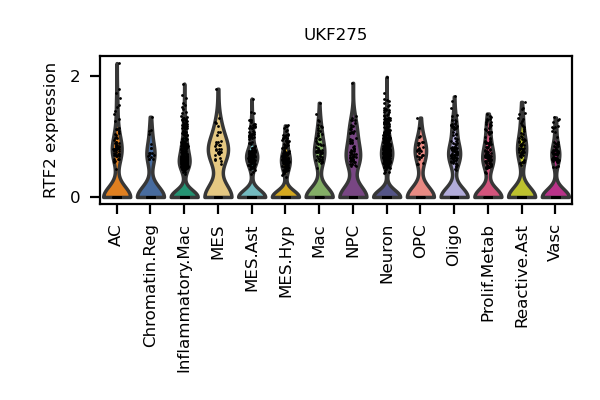 UKF275
RTF2 expression
2
0
AC
Chromatin.Reg
Inflammatory.Mac
MES
MES.Ast
MES.Hyp
Mac
NPC
Neuron
OPC
Oligo
Prolif.Metab
Reactive.Ast
Vasc